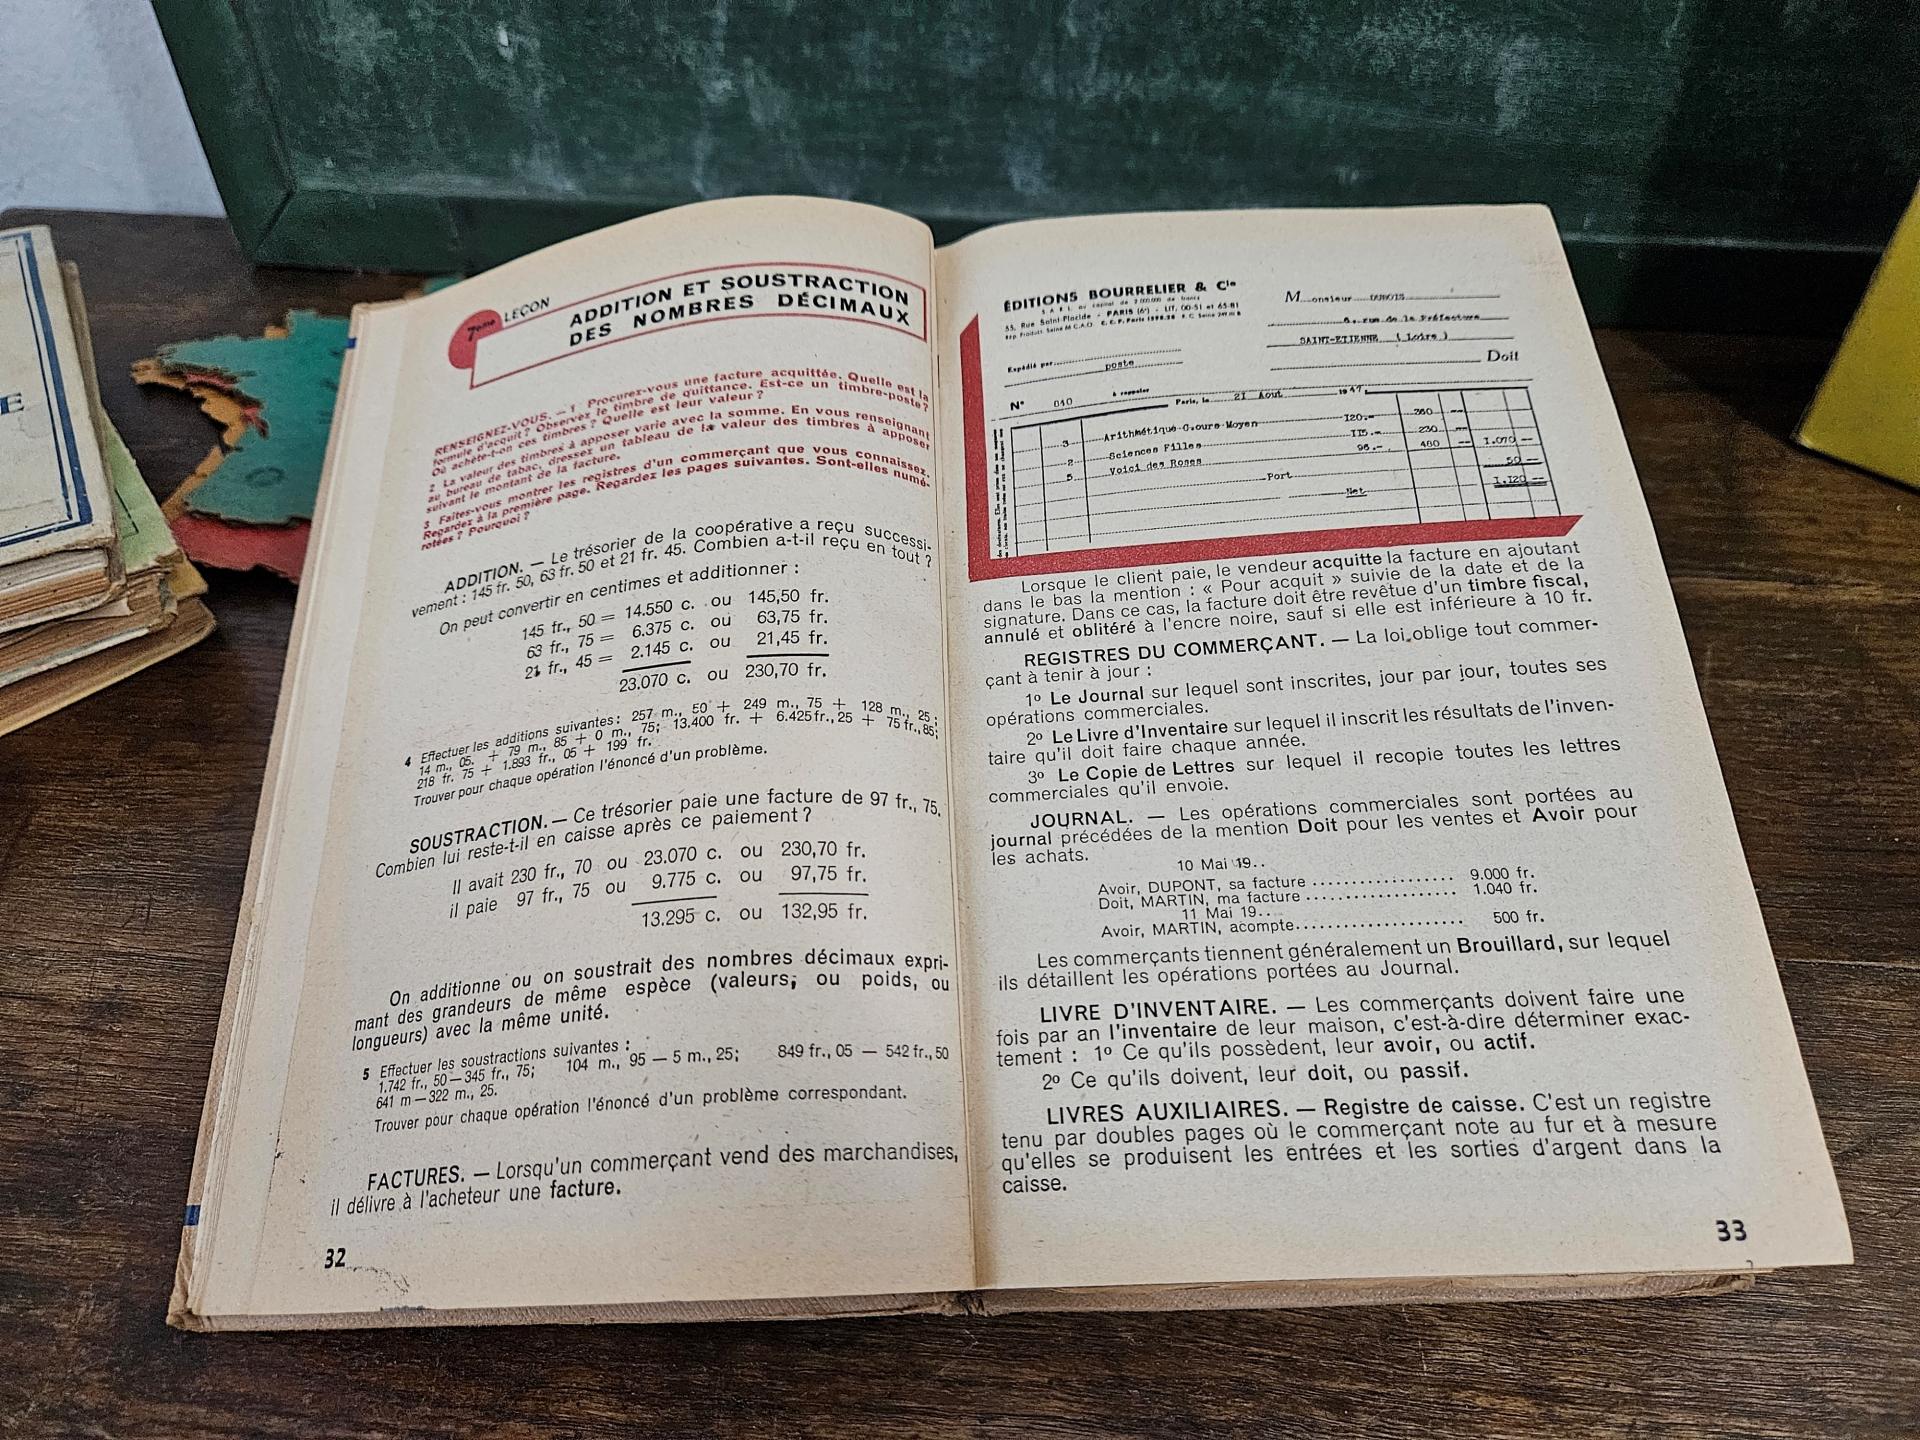 E
7ème LEÇON
ADDITION ET SOUSTRACTION
DES NOMBRES DÉCIMAUX
RENSEIGNEZ-VOUS. — 1 Procurez-vous une facture acquittée. Quelle est la
formule d'acquit ? Observez le timbre de quittance. Est-ce un timbre-poste ?
Où achète-t-on ces timbres ? Quelle est leur valeur ?
2 La valeur des timbres à apposer varie avec la somme. En vous renseignant
au bureau de tabac, dressez un tableau de la valeur des timbres à apposer
suivant le montant de la facture.
3 Faites-vous montrer les registres d'un commerçant que vous connaissez.
Regardez à la première page. Regardez les pages suivantes. Sont-elles numé-
rotées ? Pourquoi ?
ADDITION. — Le trésorier de la coopérative a reçu successi-
vement : 145 fr. 50, 63 fr. 50 et 21 fr. 45. Combien a-t-il reçu en tout ?
On peut convertir en centimes et additionner :
145 fr., 50 = 14.550 c. ou 145,50 fr.
63 fr., 75 = 6.375 c. ou 63,75 fr.
21 fr., 45 = 2.145 c. ou 21,45 fr.
23.070 c. ou 230,70 fr.
4 Effectuer les additions suivantes : 257 m., 50 + 249 m., 75 + 128 m., 25 ;
14 m., 05. + 79 m., 85 + 0 m., 75; 13.400 fr. + 6.425 fr., 25 + 75 fr., 85;
218 fr. 75 + 1.893 fr., 05 + 199 fr.
Trouver pour chaque opération l'énoncé d'un problème.
SOUSTRACTION. — Ce trésorier paie une facture de 97 fr., 75.
Combien lui reste-t-il en caisse après ce paiement ?
Il avait 230 fr., 70 ou 23.070 c. ou 230,70 fr.
il paie 97 fr., 75 ou 9.775 c. ou 97,75 fr.
13.295 c. ou 132,95 fr.
On additionne ou on soustrait des nombres décimaux expri-
mant des grandeurs de même espèce (valeurs, ou poids, ou
longueurs) avec la même unité.
5 Effectuer les soustractions suivantes :
1.742 fr., 50 — 345 fr., 75; 104 m., 95 — 5 m., 25; 849 fr., 05 — 542 fr., 50
641 m — 322 m., 25.
Trouver pour chaque opération l'énoncé d'un problème correspondant.
FACTURES. — Lorsqu'un commerçant vend des marchandises,
il délivre à l'acheteur une facture.
32
ÉDITIONS BOURRELIER & Cie
S.A.R.L. au capital de 2.000.000 de francs
55, Rue Saint-Placide - PARIS (6e) - LIT. 00-51 et 65-81
Monsieur DUBOIS
6, rue de la Préfecture
SAINT-ETIENNE (Loire)
Expédié par poste
Doit
N° 040 à rappeler Paris, le 21 Août 1947
3 Arithmétique Cours Moyen 120.- 360 --
2 Sciences Filles 115.- 230 --
5 Voici des Roses 96.- 480 -- 1.070 --
Port 50 --
Net 1.120 --
Lorsque le client paie, le vendeur acquitte la facture en ajoutant
dans le bas la mention : « Pour acquit » suivie de la date et de la
signature. Dans ce cas, la facture doit être revêtue d'un timbre fiscal,
annulé et oblitéré à l'encre noire, sauf si elle est inférieure à 10 fr.
REGISTRES DU COMMERÇANT. — La loi oblige tout commer-
çant à tenir à jour :
1º Le Journal sur lequel sont inscrites, jour par jour, toutes ses
opérations commerciales.
2º Le Livre d'Inventaire sur lequel il inscrit les résultats de l'inven-
taire qu'il doit faire chaque année.
3º Le Copie de Lettres sur lequel il recopie toutes les lettres
commerciales qu'il envoie.
JOURNAL. — Les opérations commerciales sont portées au
journal précédées de la mention Doit pour les ventes et Avoir pour
les achats.
10 Mai 19..
Avoir, DUPONT, sa facture .................... 9.000 fr.
Doit, MARTIN, ma facture .................... 1.040 fr.
11 Mai 19..
Avoir, MARTIN, acompte...................... 500 fr.
Les commerçants tiennent généralement un Brouillard, sur lequel
ils détaillent les opérations portées au Journal.
LIVRE D'INVENTAIRE. — Les commerçants doivent faire une
fois par an l'inventaire de leur maison, c'est-à-dire déterminer exac-
tement : 1º Ce qu'ils possèdent, leur avoir, ou actif.
2º Ce qu'ils doivent, leur doit, ou passif.
LIVRES AUXILIAIRES. — Registre de caisse. C'est un registre
tenu par doubles pages où le commerçant note au fur et à mesure
qu'elles se produisent les entrées et les sorties d'argent dans la
caisse.
33